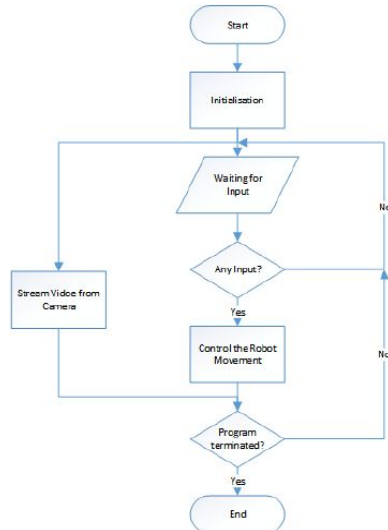 Start
Initialisation
Waiting for
Input
No
Any Input?
Stream Video from
Camera
Yes
Control the Robot
Movement
No
Program
terminated?
Yes
End